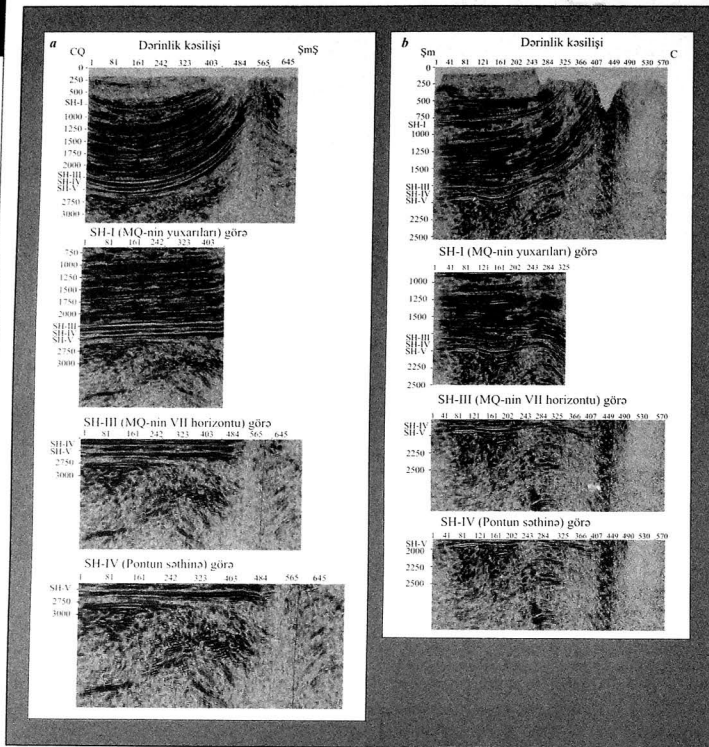 a
Dərinlik kəsilişi
CQ
ŞmŞ
1 81 161 242 323 403 484 565 645
0
250
500
SH-I
1000
1250
1500
1750
2000
SH-III
SH-IV
SH-V
2750
3000
SH-I (MQ-nin yuxarıları) görə
1 81 161 242 323 403
750
1000
1250
1500
1750
2000
SH-III
SH-IV
SH-V
2750
3000
SH-III (MQ-nin VII horizontu) görə
1 81 161 242 323 403 484 565 645
SH-IV
SH-V
2750
3000
SH-IV (Pontun səthinə) görə
1 81 161 242 323 403 484 565 645
SH-V
2750
3000
b
Dərinlik kəsilişi
Şm
C
1 41 81 121 161 202 243 284 325 366 407 449 490 530 570
0
250
500
750
SH-I
1000
1250
1500
SH-III
SH-IV
SH-V
2000
2250
2500
SH-I (MQ-nin yuxarıları) görə
1 41 81 121 161 202 243 284 325
1000
1250
1500
SH-III
SH-IV
SH-V
2250
2500
SH-III (MQ-nin VII horizontu) görə
1 41 81 121 161 202 243 284 325 366 407 449 490 530 570
SH-IV
SH-V
2250
2500
SH-IV (Pontun səthinə) görə
1 41 81 121 161 202 243 284 325 366 407 449 490 530 570
SH-V
2000
2250
2500